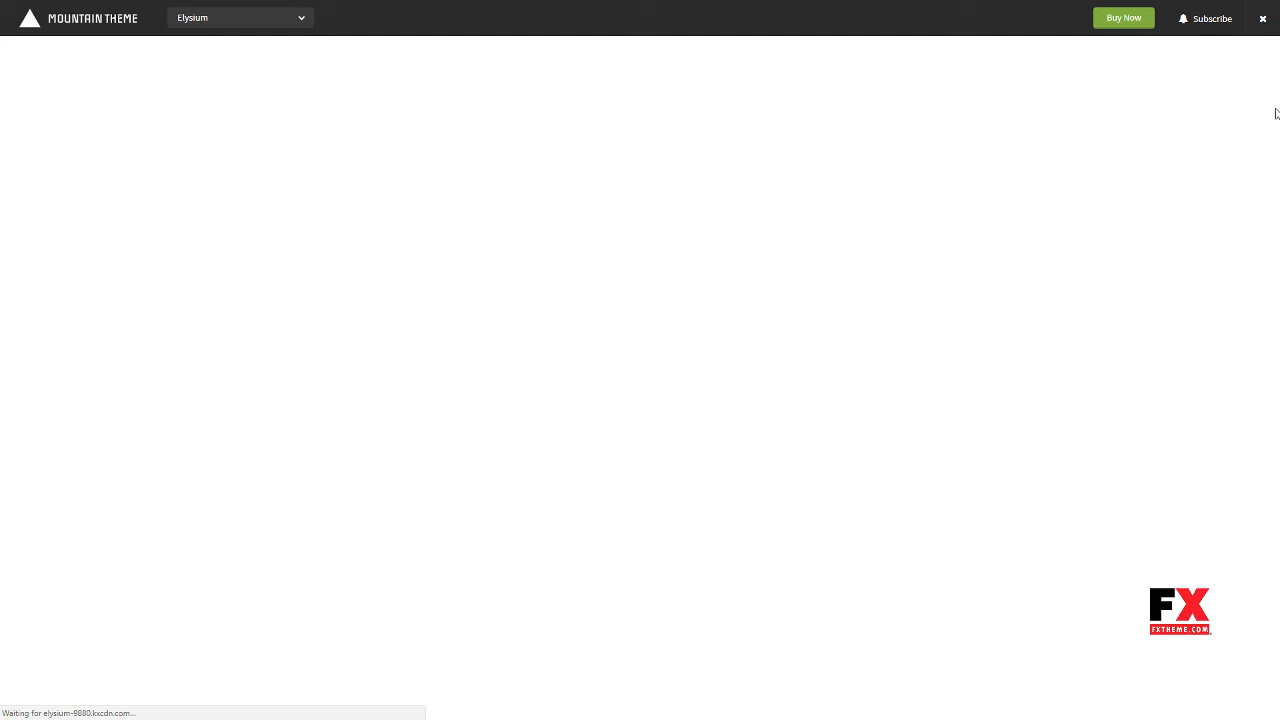 MOUNTAIN THEME
Elysium
Buy Now
Subscribe
FX
FXTHEME.COM
Waiting for elysium-9880.kxcdn.com...